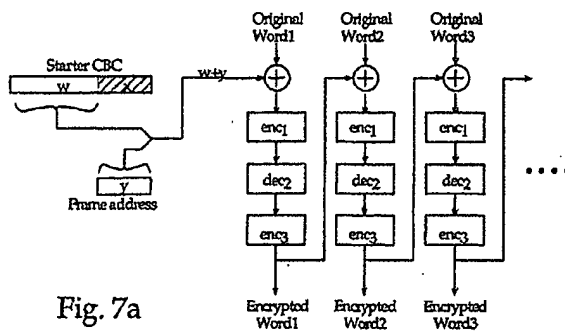 Original Word1
Original Word2
Original Word3
Starter CBC
w
x
w+y
y
Frame address
enc1
enc1
enc1
dec2
dec2
dec2
enc3
enc3
enc3
Encrypted Word1
Encrypted Word2
Encrypted Word3
Fig. 7a